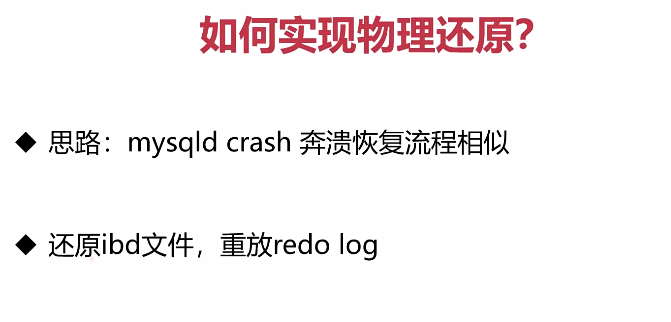 如何实现物理还原？
◆ 思路：mysqld crash 奔溃恢复流程相似
◆ 还原ibd文件，重放redo log